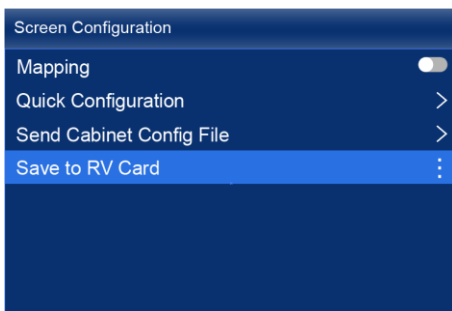 Screen Configuration
Mapping
Quick Configuration
Send Cabinet Config File
Save to RV Card